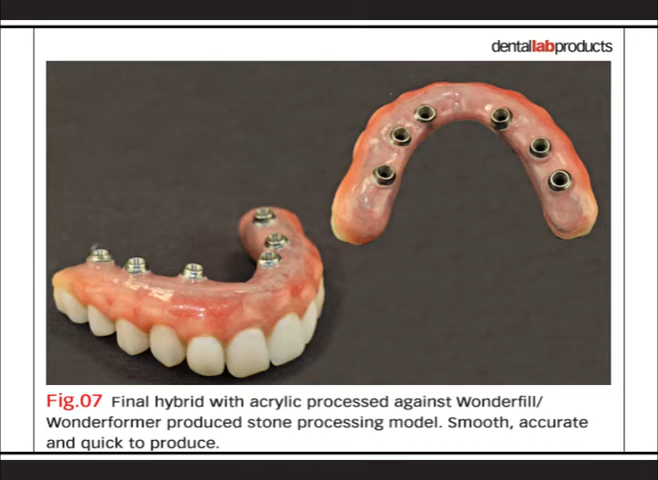 dentallabproducts
Fig.07 Final hybrid with acrylic processed against Wonderfill/
Wonderformer produced stone processing model. Smooth, accurate
and quick to produce.